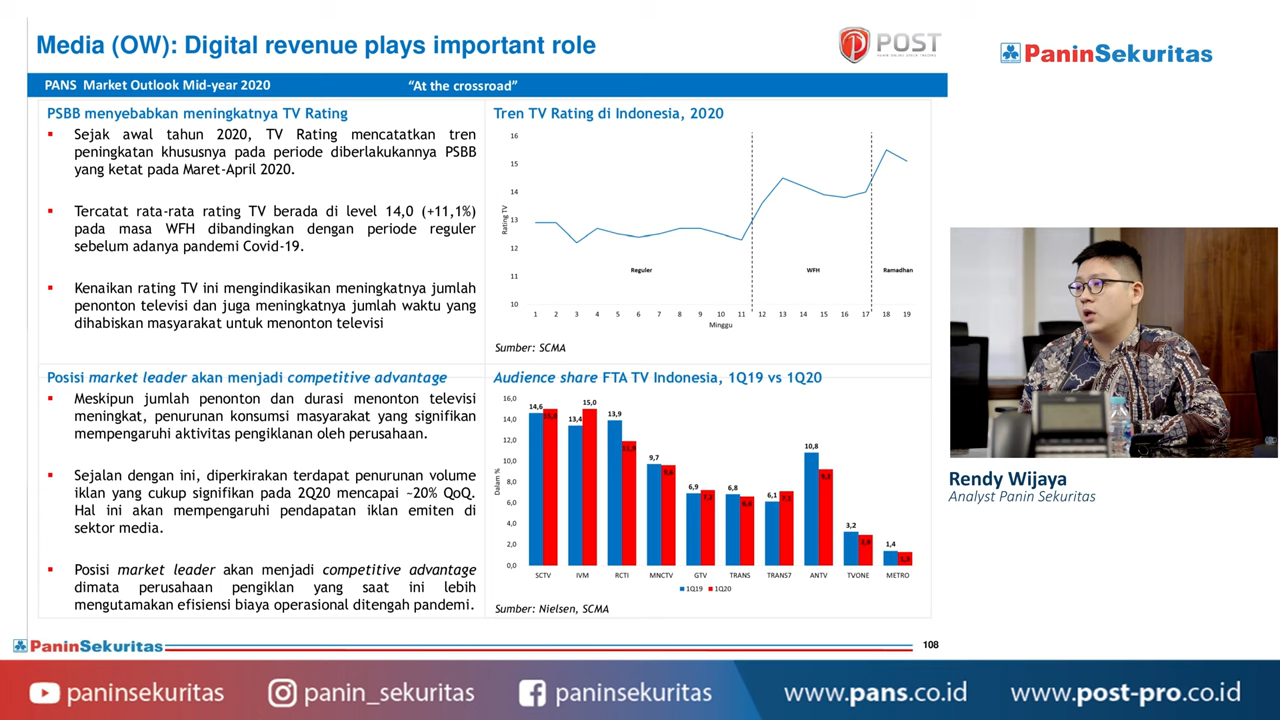 Media (OW): Digital revenue plays important role
POST
PaninSekuritas
PANS Market Outlook Mid-year 2020
“At the crossroad”
PSBB menyebabkan meningkatnya TV Rating
▪ Sejak awal tahun 2020, TV Rating mencatatkan tren
peningkatan khususnya pada periode diberlakukannya PSBB
yang ketat pada Maret-April 2020.
▪ Tercatat rata-rata rating TV berada di level 14,0 (+11,1%)
pada masa WFH dibandingkan dengan periode reguler
sebelum adanya pandemi Covid-19.
▪ Kenaikan rating TV ini mengindikasikan meningkatnya jumlah
penonton televisi dan juga meningkatnya jumlah waktu yang
dihabiskan masyarakat untuk menonton televisi
Tren TV Rating di Indonesia, 2020
16
15
14
13
12
11
10
Rating TV
Reguler
WFH
Ramadhan
1 2 3 4 5 6 7 8 9 10 11 12 13 14 15 16 17 18 19
Minggu
Sumber: SCMA
Posisi market leader akan menjadi competitive advantage
▪ Meskipun jumlah penonton dan durasi menonton televisi
meningkat, penurunan konsumsi masyarakat yang signifikan
mempengaruhi aktivitas pengiklanan oleh perusahaan.
▪ Sejalan dengan ini, diperkirakan terdapat penurunan volume
iklan yang cukup signifikan pada 2Q20 mencapai ~20% QoQ.
Hal ini akan mempengaruhi pendapatan iklan emiten di
sektor media.
▪ Posisi market leader akan menjadi competitive advantage
dimata perusahaan pengiklan yang saat ini lebih
mengutamakan efisiensi biaya operasional ditengah pandemi.
Audience share FTA TV Indonesia, 1Q19 vs 1Q20
16,0
14,0
12,0
10,0
8,0
6,0
4,0
2,0
0,0
Dalam %
14,6 13,4 15,0 13,9 9,7 6,9 6,8 6,1 10,8 3,2 1,4
SCTV IVM RCTI MNCTV GTV TRANS TRANS7 ANTV TVONE METRO
1Q19 1Q20
Sumber: Nielsen, SCMA
Rendy Wijaya
Analyst Panin Sekuritas
PaninSekuritas
108
paninsekuritas
panin_sekuritas
paninsekuritas
www.pans.co.id
www.post-pro.co.id